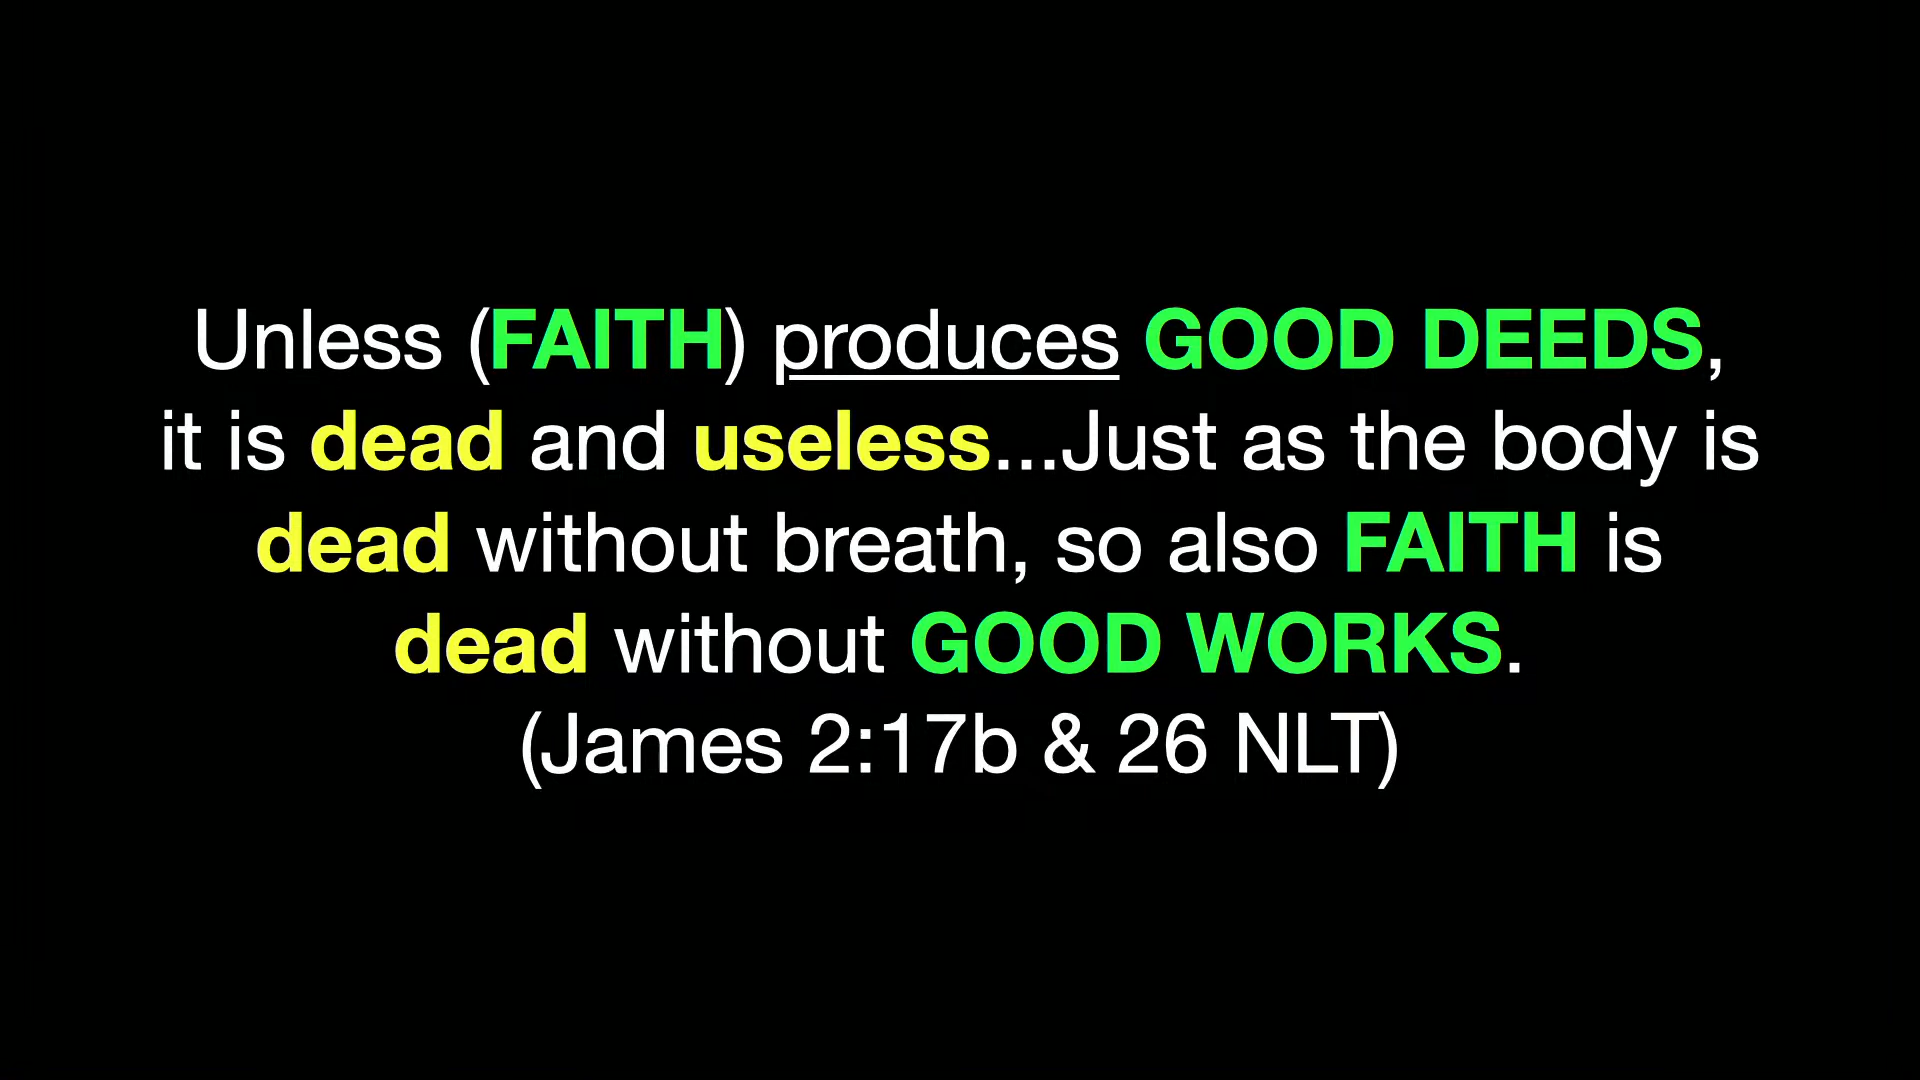 Unless (FAITH) produces GOOD DEEDS,
it is dead and useless...Just as the body is
dead without breath, so also FAITH is
dead without GOOD WORKS.
(James 2:17b & 26 NLT)